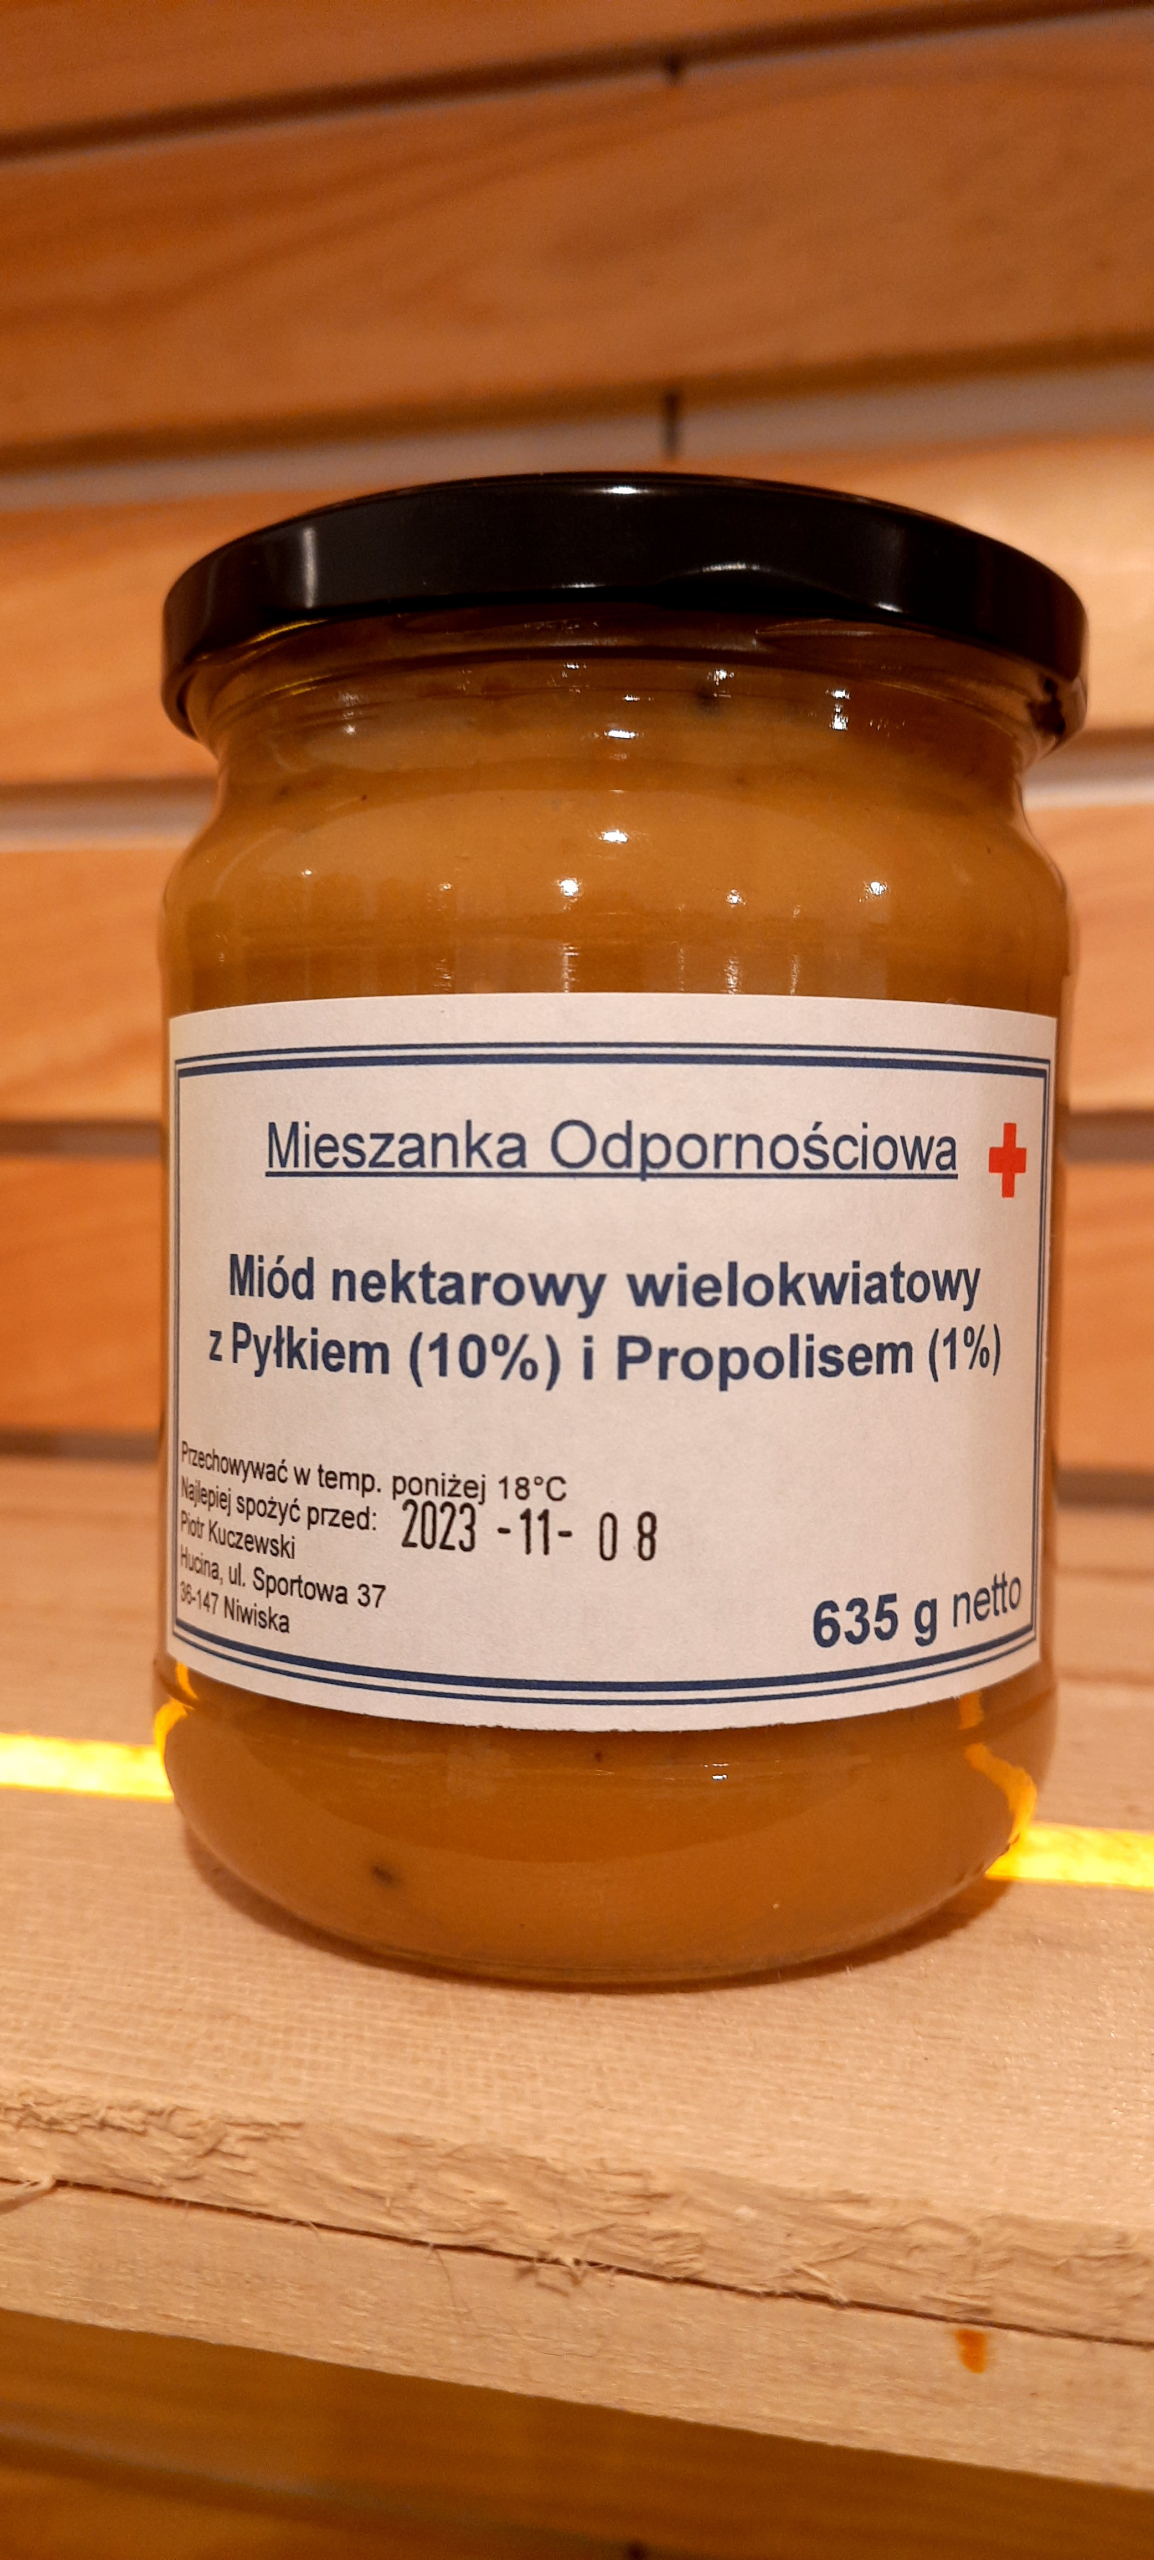 Mieszanka Odpornościowa
Miód nektarowy wielokwiatowy
z Pyłkiem (10%) i Propolisem (1%)
Przechowywać w temp. poniżej 18°C
Najlepiej spożyć przed: 2023 -11- 08
Piotr Kuczewski
Hucina, ul. Sportowa 37
36-147 Niwiska
635 g netto